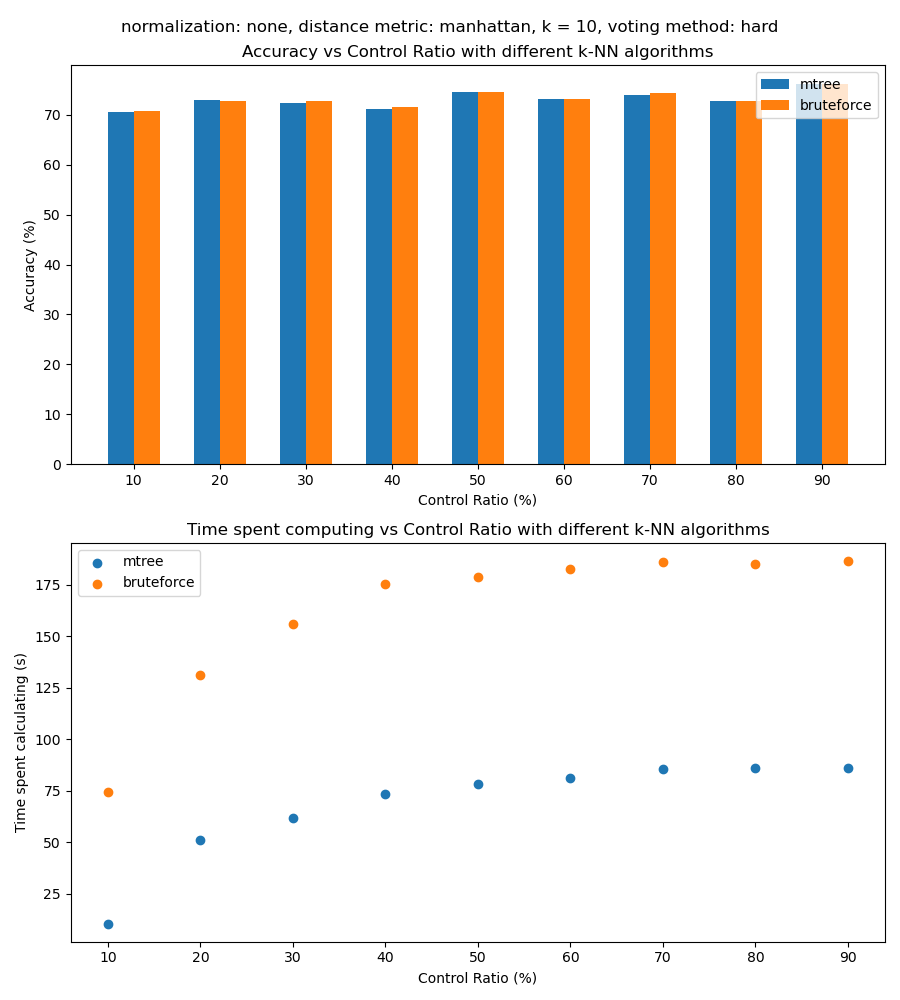 normalization: none, distance metric: manhattan, k = 10, voting method: hard
Accuracy vs Control Ratio with different k-NN algorithms
mtree
bruteforce
Accuracy (%)
70
60
50
40
30
20
10
0
10 20 30 40 50 60 70 80 90
Control Ratio (%)
Time spent computing vs Control Ratio with different k-NN algorithms
mtree
bruteforce
Time spent calculating (s)
175
150
125
100
75
50
25
10 20 30 40 50 60 70 80 90
Control Ratio (%)